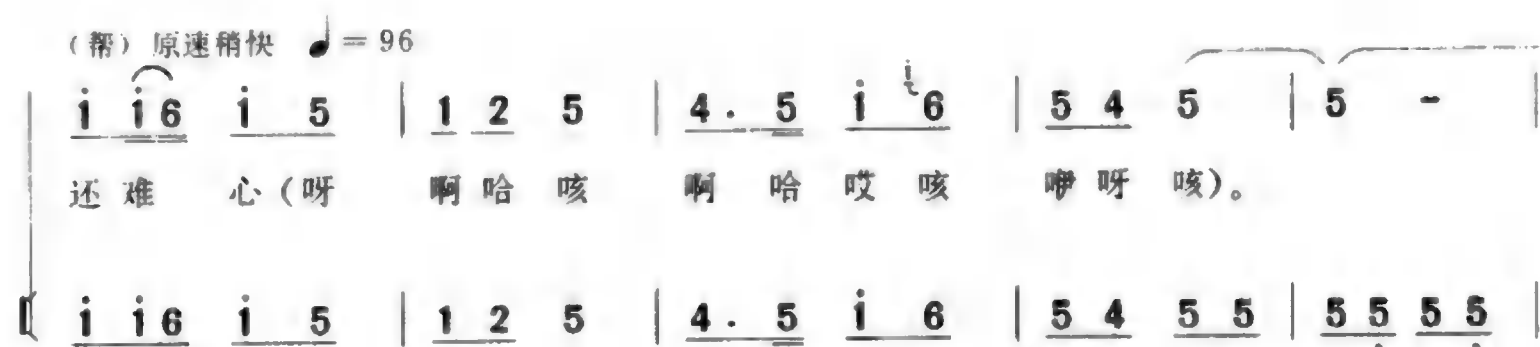 （帮）原速稍快 ♩＝96
i̇ i̇ 6 i̇ 5 | 1 2 5 | 4. 5 i̇ i̇ 6 | 5 4 5 | 5 - |
还难 心（呀 啊哈 咳 啊 哈 哎 咳 咿呀 咳）。
i̇ i̇ 6 i̇ 5 | 1 2 5 | 4. 5 i̇ 6 | 5 4 5 5 | 5 5 5 5 |